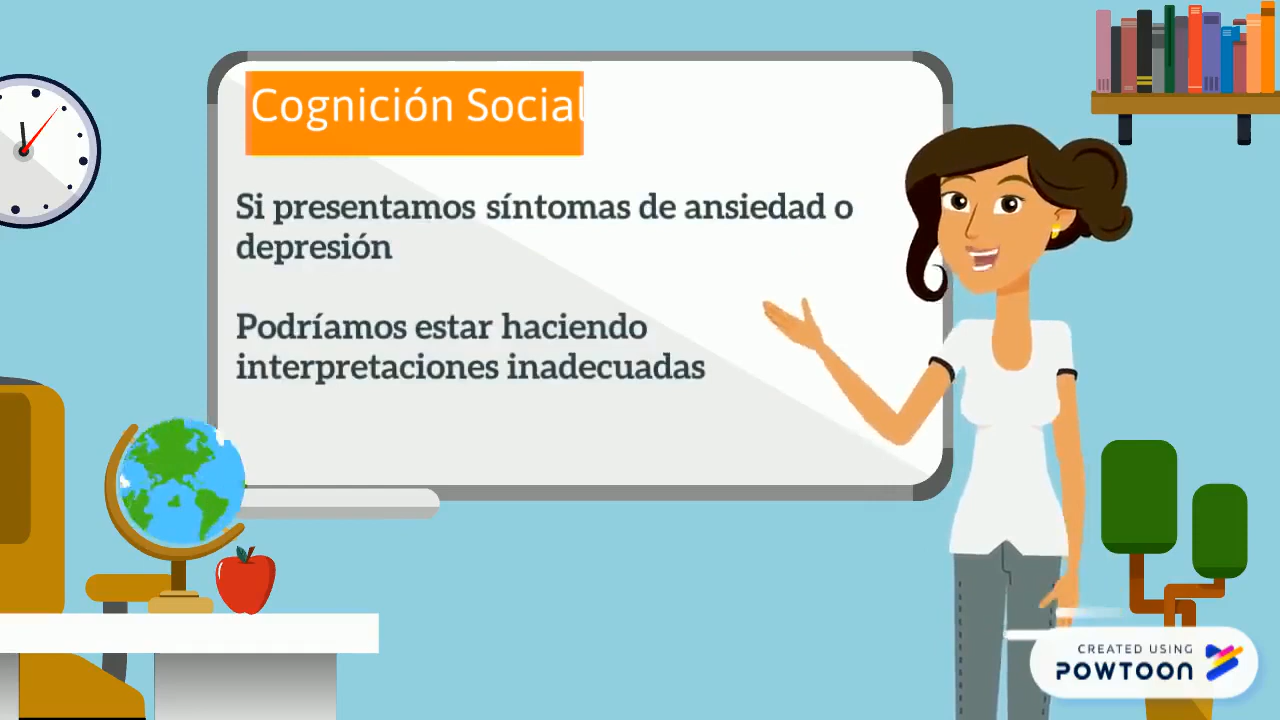 Cognición Social
Si presentamos síntomas de ansiedad o
depresión
Podríamos estar haciendo
interpretaciones inadecuadas
CREATED USING
POWTOON